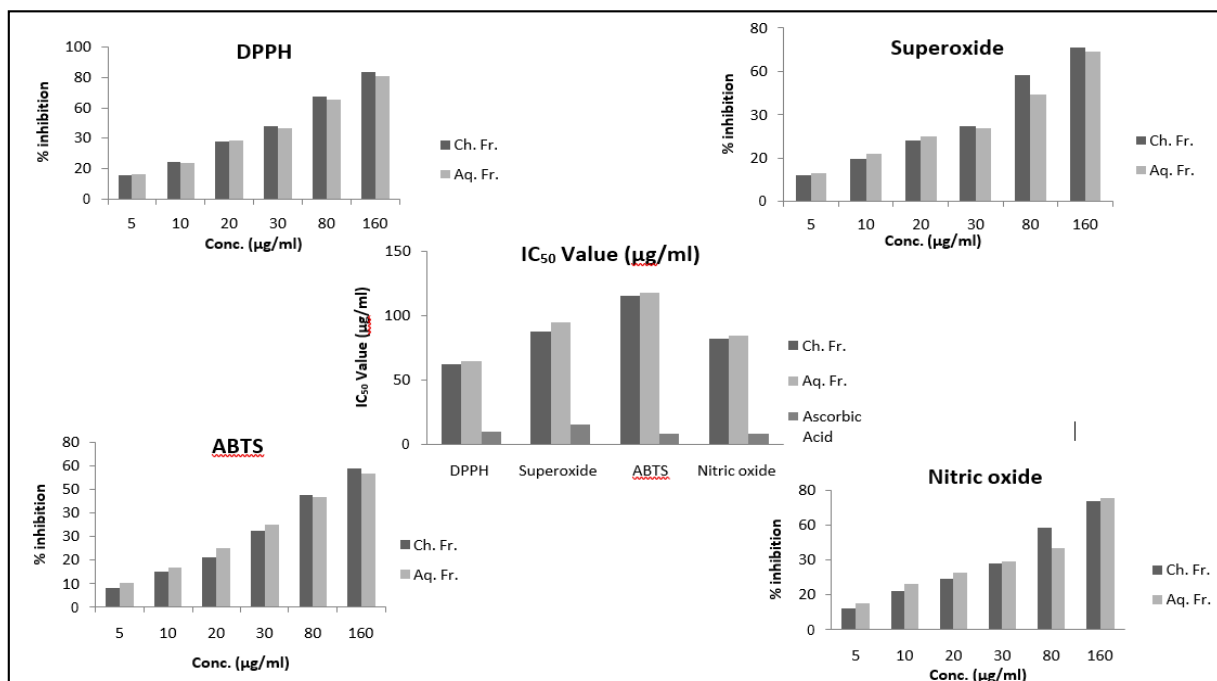 DPPH
100
80
60
30
20
0
% inhibition
5 10 20 30 80 160
Conc. (µg/ml)
Ch. Fr.
Aq. Fr.
Superoxide
80
60
30
20
0
% inhibition
5 10 20 30 80 160
Conc. (µg/ml)
Ch. Fr.
Aq. Fr.
IC₅₀ Value (µg/ml)
150
100
50
0
IC₅₀ Value (µg/ml)
DPPH Superoxide ABTS Nitric oxide
Ch. Fr.
Aq. Fr.
Ascorbic
Acid
ABTS
80
60
50
30
30
20
10
0
% inhibition
5 10 20 30 80 160
Conc. (µg/ml)
Ch. Fr.
Aq. Fr.
Nitric oxide
80
60
30
20
0
% inhibition
5 10 20 30 80 160
Conc. (µg/ml)
Ch. Fr.
Aq. Fr.